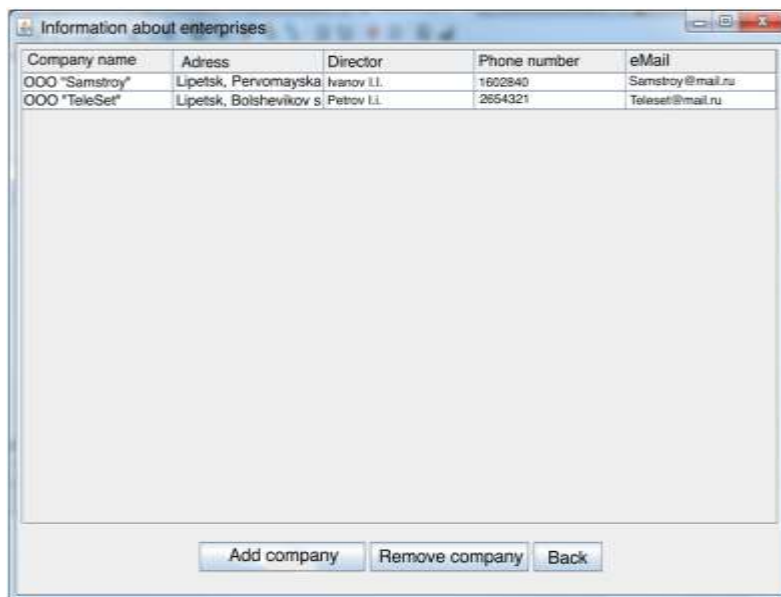 Information about enterprises
Company name Adress Director Phone number eMail
OOO "Samstroy" Lipetsk, Pervomayska Ivanov I.I. 1602840 Samstroy@mail.ru
OOO "TeleSet" Lipetsk, Bolshevikov s Petrov I.i. 2654321 Teleset@mail.ru
Add company Remove company Back